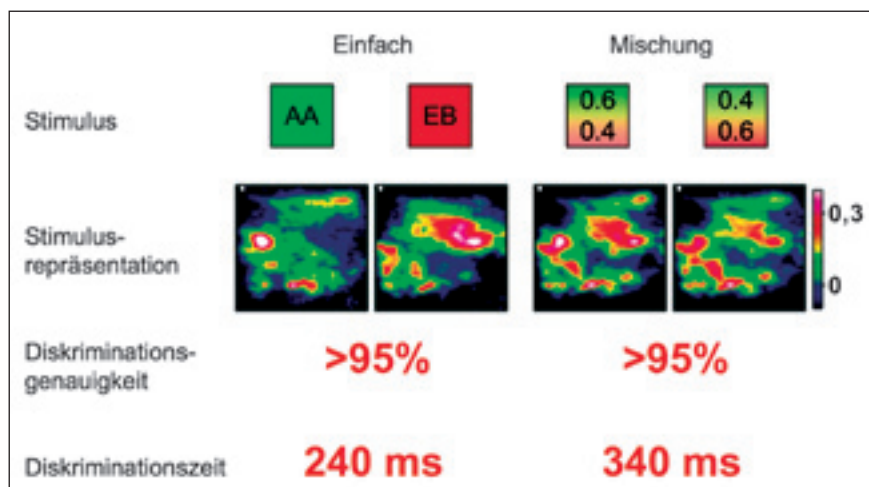 Einfach Mischung
Stimulus AA EB 0.6 0.4
0.4 0.6
Stimulus-
repräsentation 0,3
0
Diskriminations-
genauigkeit >95% >95%
Diskriminationszeit 240 ms 340 ms